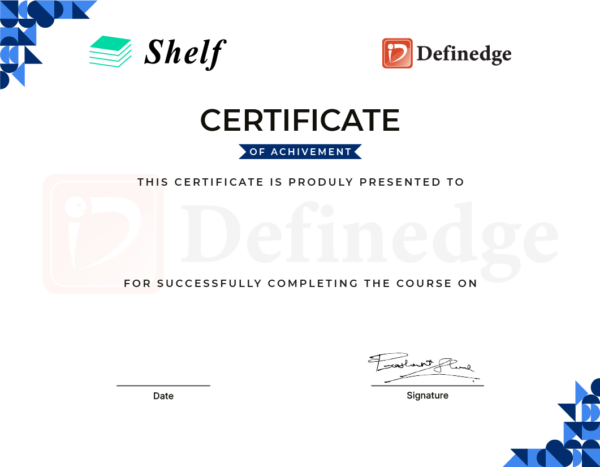 Shelf
Definedge
CERTIFICATE
OF ACHIVEMENT
THIS CERTIFICATE IS PRODULY PRESENTED TO
Definedge
FOR SUCCESSFULLY COMPLETING THE COURSE ON
Date
Signature